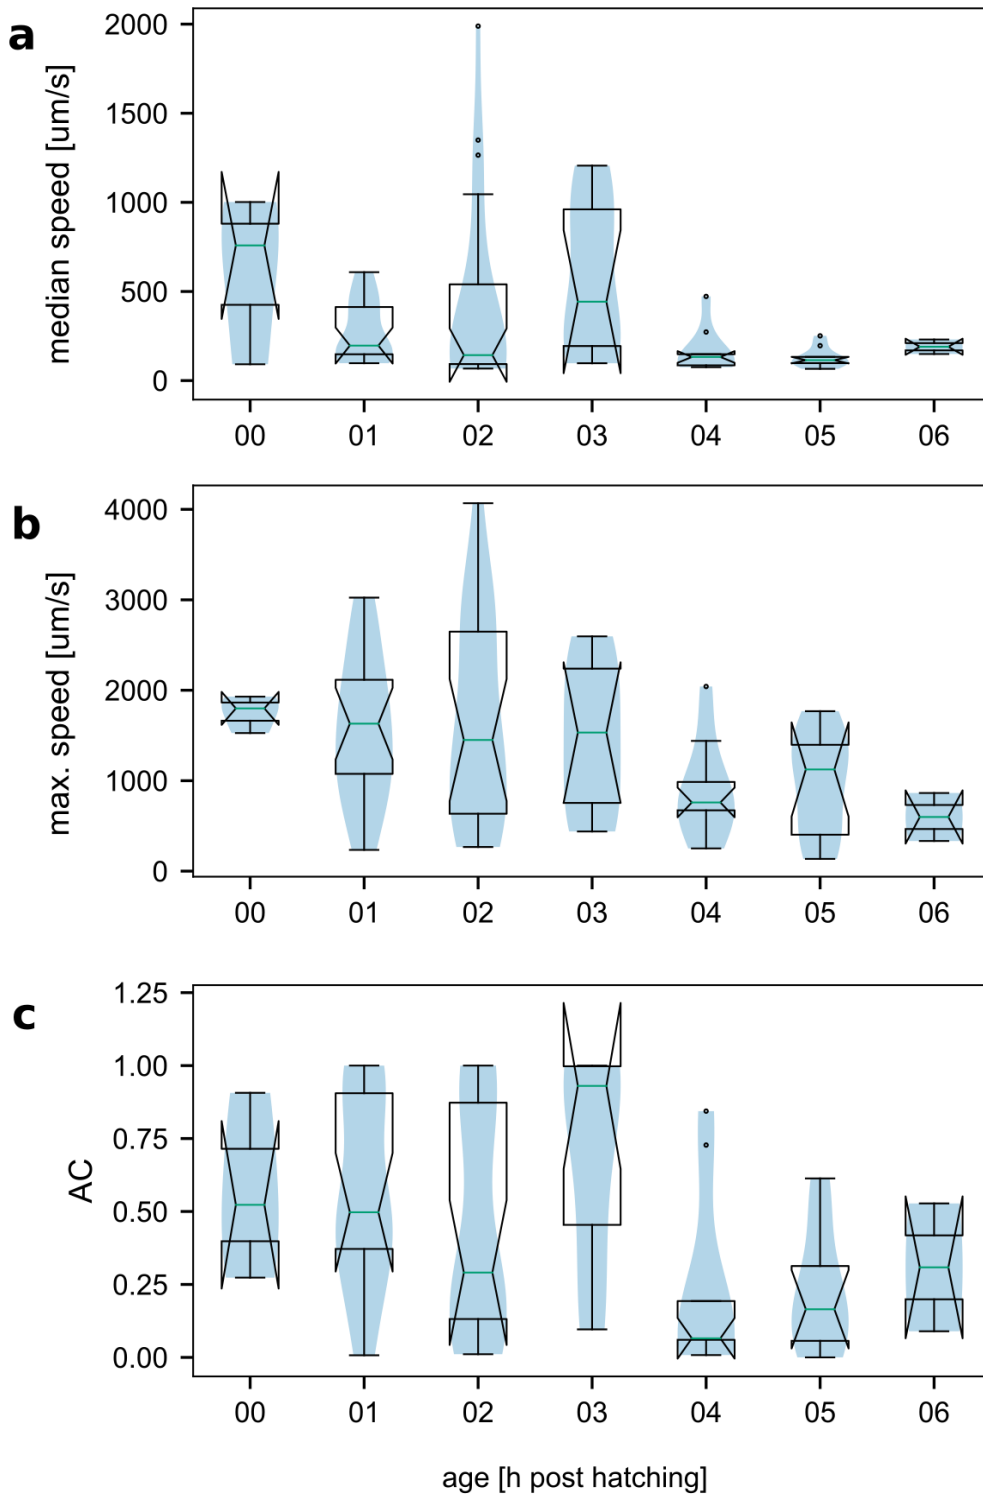 a
median speed [um/s]
2000
1500
1000
500
0
00 01 02 03 04 05 06
b
max. speed [um/s]
4000
3000
2000
1000
0
00 01 02 03 04 05 06
c
AC
1.25
1.00
0.75
0.50
0.25
0.00
00 01 02 03 04 05 06
age [h post hatching]